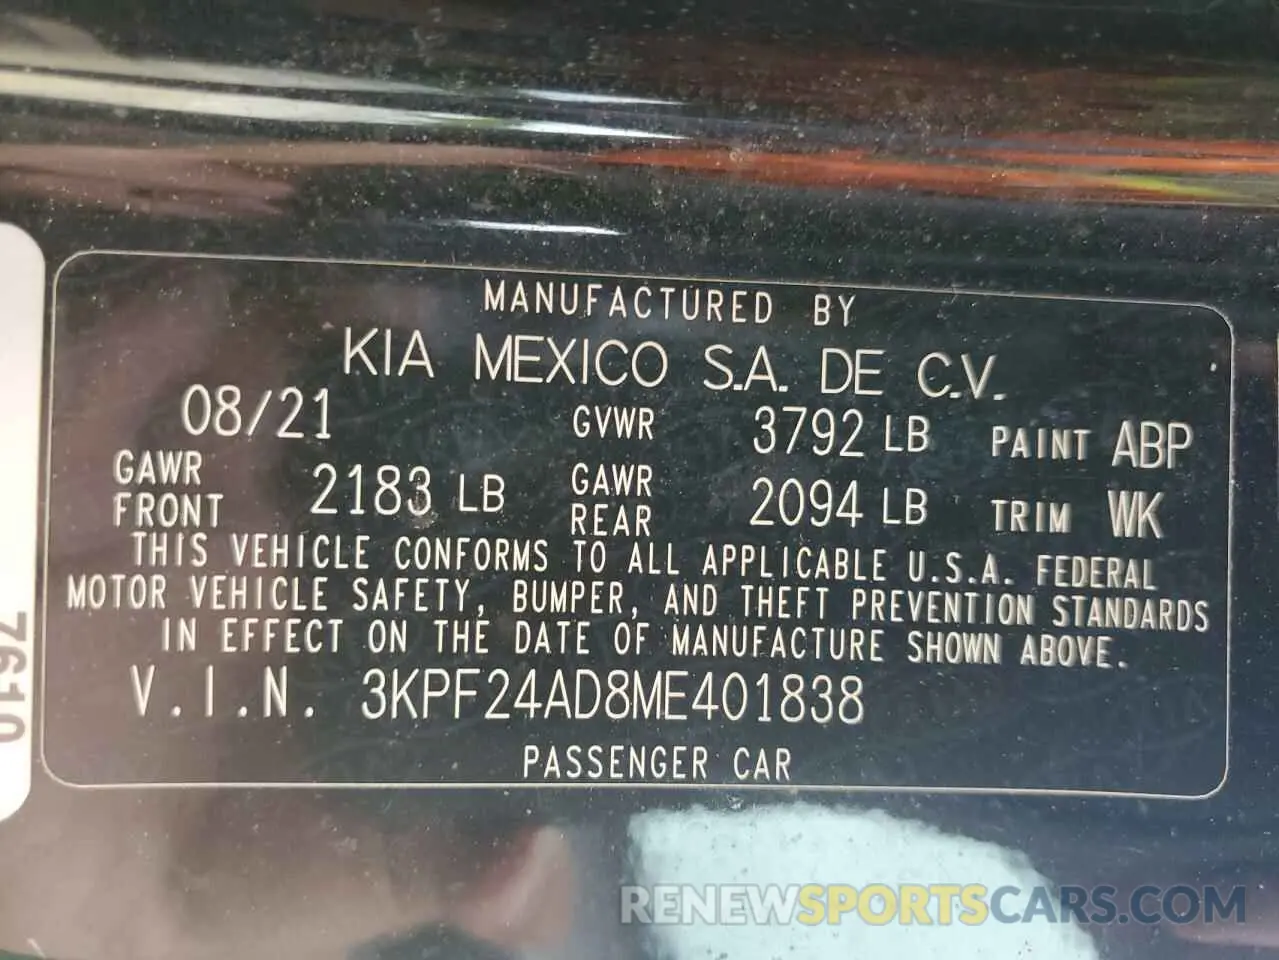 MANUFACTURED BY
KIA MEXICO S.A. DE C.V.
08/21 GVWR 3792 LB PAINT ABP
GAWR FRONT 2183 LB GAWR REAR 2094 LB TRIM WK
THIS VEHICLE CONFORMS TO ALL APPLICABLE U.S.A. FEDERAL
MOTOR VEHICLE SAFETY, BUMPER, AND THEFT PREVENTION STANDARDS
IN EFFECT ON THE DATE OF MANUFACTURE SHOWN ABOVE.
V.I.N. 3KPF24AD8ME401838
PASSENGER CAR
7610
RENEWSPORTSCARS.COM